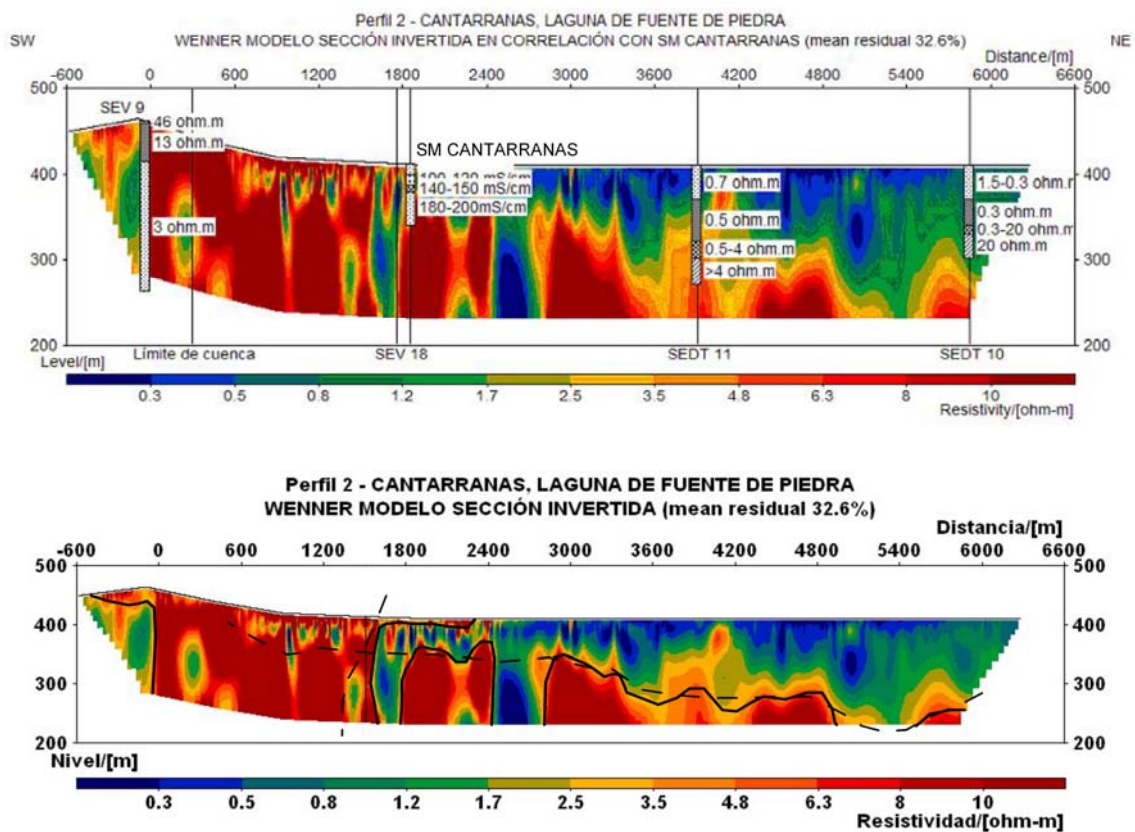 Perfil 2 - CANTARRANAS, LAGUNA DE FUENTE DE PIEDRA
SW WENNER MODELO SECCIÓN INVERTIDA EN CORRELACIÓN CON SM CANTARRANAS (mean residual 32.6%) NE
Distance/[m]
-600 0 600 1200 1800 2400 3000 3600 4200 4800 5400 6000 6600
500 500
SEV 9
46 ohm.m
13 ohm.m
SM CANTARRANAS
400 400
140-150 mS/cm
180-200mS/cm
0.7 ohm.m
1.5-0.3 ohm.m
3 ohm.m
0.5 ohm.m
0.3 ohm.m
0.3-20 ohm.m
0.5-4 ohm.m
20 ohm.m
300 300
>4 ohm.m
200 200
Level/[m] Límite de cuenca SEV 18 SEDT 11 SEDT 10
0.3 0.5 0.8 1.2 1.7 2.5 3.5 4.8 6.3 8 10
Resistivity/[ohm-m]
Perfil 2 - CANTARRANAS, LAGUNA DE FUENTE DE PIEDRA
WENNER MODELO SECCIÓN INVERTIDA (mean residual 32.6%)
Distancia/[m]
-600 0 600 1200 1800 2400 3000 3600 4200 4800 5400 6000 6600
500 500
400 400
300 300
200 200
Nivel/[m]
0.3 0.5 0.8 1.2 1.7 2.5 3.5 4.8 6.3 8 10
Resistividad/[ohm-m]